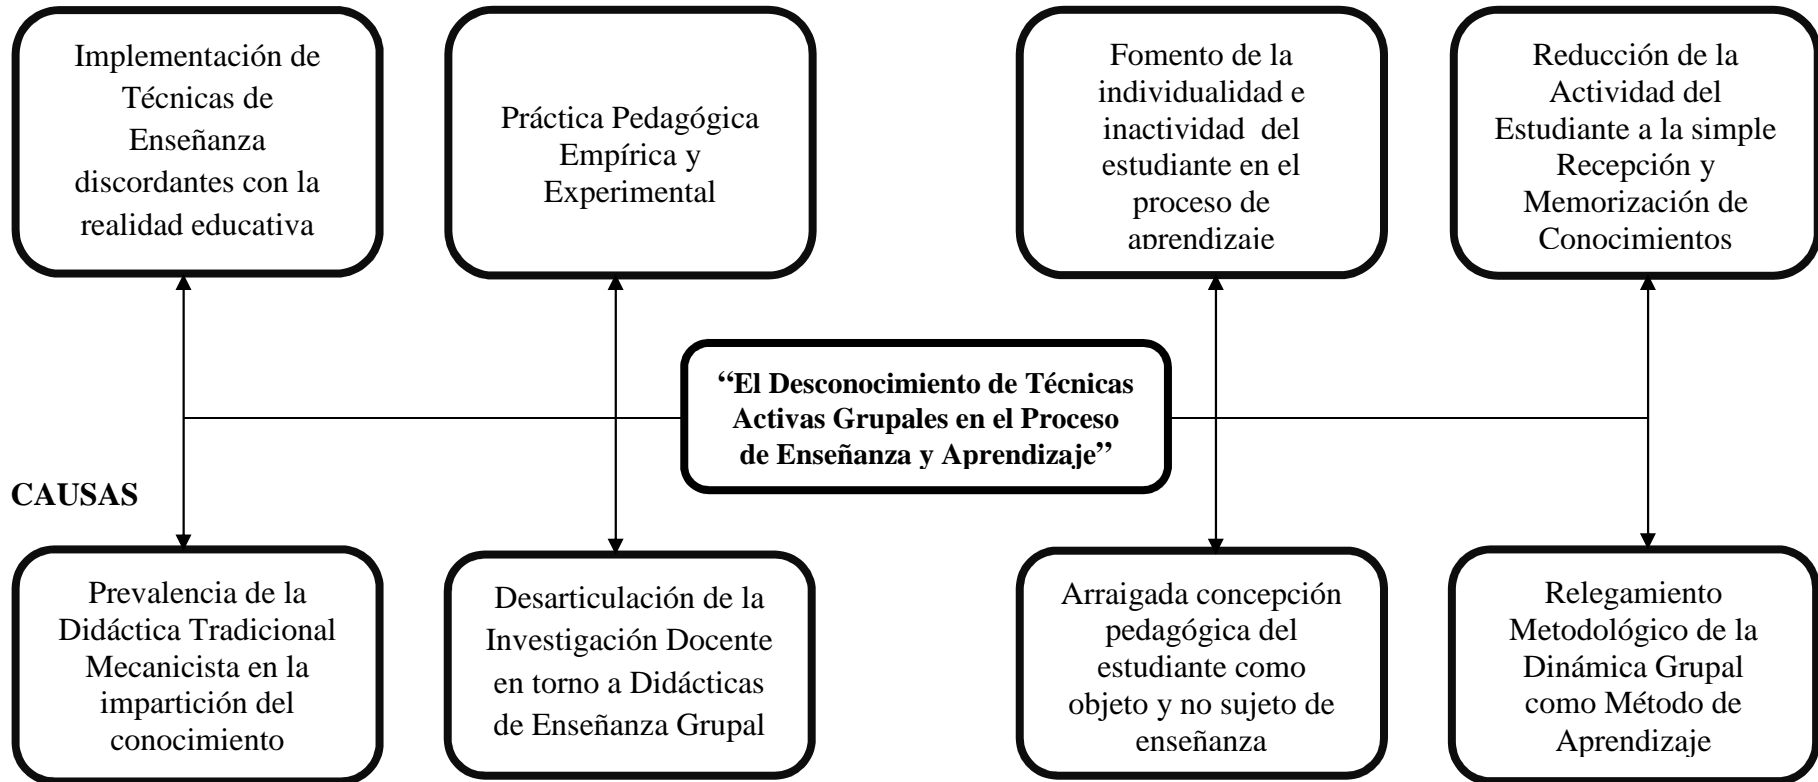 Implementación de
Técnicas de
Enseñanza
discordantes con la
realidad educativa
Práctica Pedagógica
Empírica y
Experimental
Fomento de la
individualidad e
inactividad del
estudiante en el
proceso de
aprendizaje
Reducción de la
Actividad del
Estudiante a la simple
Recepción y
Memorización de
Conocimientos
“El Desconocimiento de Técnicas
Activas Grupales en el Proceso
de Enseñanza y Aprendizaje”
CAUSAS
Prevalencia de la
Didáctica Tradicional
Mecanicista en la
impartición del
conocimiento
Desarticulación de la
Investigación Docente
en torno a Didácticas
de Enseñanza Grupal
Arraigada concepción
pedagógica del
estudiante como
objeto y no sujeto de
enseñanza
Relegamiento
Metodológico de la
Dinámica Grupal
como Método de
Aprendizaje